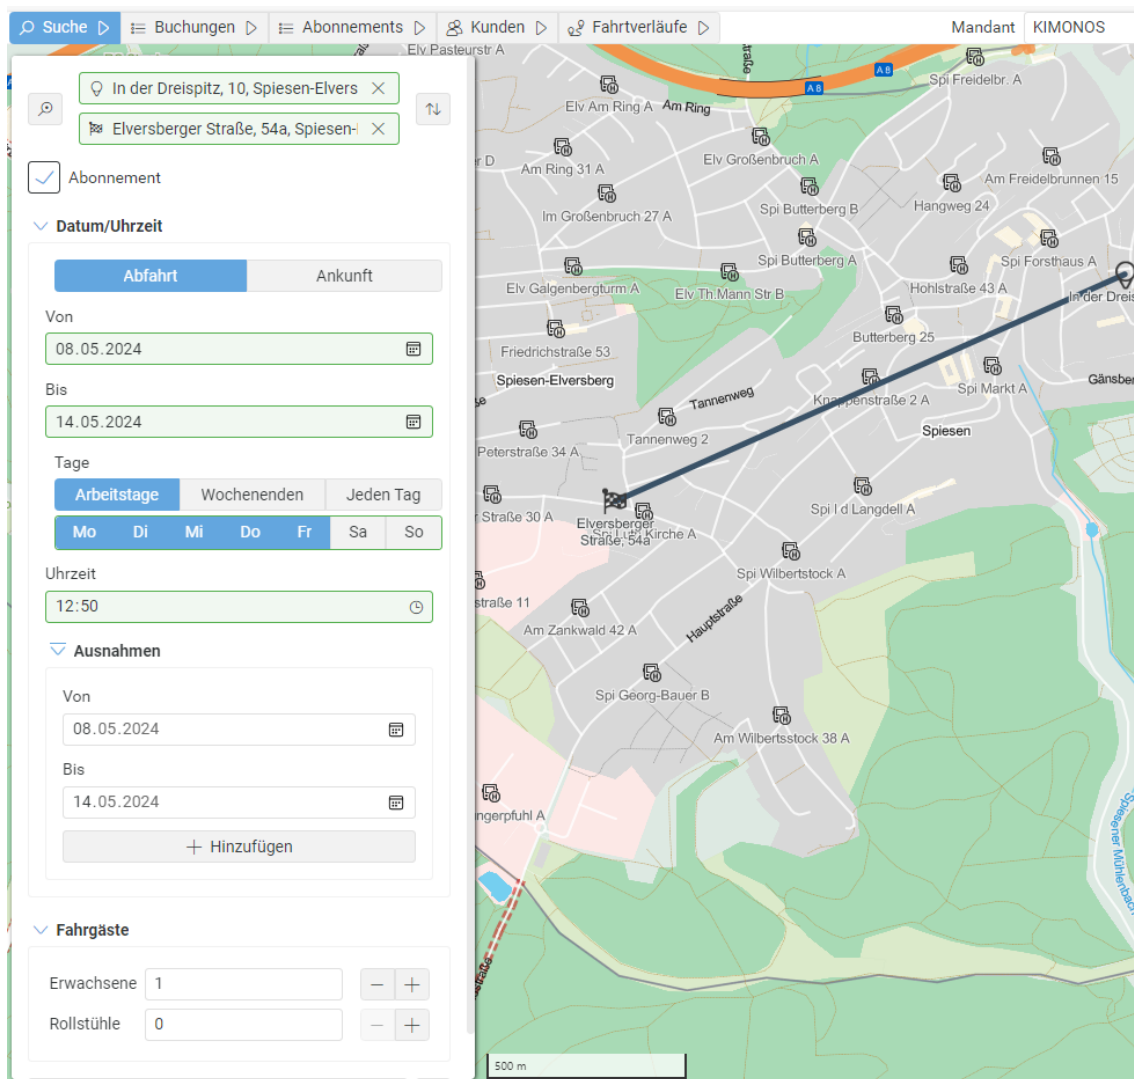 Suche
Buchungen
Abonnements
Kunden
Fahrtverläufe
Mandant
KIMONOS
In der Dreispitz, 10, Spiesen-Elvers
Elversberger Straße, 54a, Spiesen-
Abonnement
Datum/Uhrzeit
Abfahrt
Ankunft
Von
08.05.2024
Bis
14.05.2024
Tage
Arbeitstage
Wochenenden
Jeden Tag
Mo Di Mi Do Fr Sa So
Uhrzeit
12:50
Ausnahmen
Von
08.05.2024
Bis
14.05.2024
+ Hinzufügen
Fahrgäste
Erwachsene
1
Rollstühle
0
Elv Pasteurstr A
straße
A 8
A 8
Spi Freidelbr. A
Elv Am Ring A
Am Ring
er D
Am Ring 31 A
Elv Großenbruch A
Am Freidelbrunnen 15
Im Großenbruch 27 A
Spi Butterberg B
Hangweg 24
Spi Butterberg A
Spi Forsthaus A
Elv Galgenbergturm A
Elv Th.Mann Str B
Hohlstraße 43 A
In der Dreis
Butterberg 25
Friedrichstraße 53
Spiesen-Elversberg
Knappenstraße 2 A
Spi Markt A
Gänsber
Tannenweg
Tannenweg 2
Spiesen
Peterstraße 34 A
r Straße 30 A
Elversberger
Straße, 54a
Spi Luth Kirche A
Spi I d Langdell A
Spi Wilbertstock A
straße 11
Am Zankwald 42 A
Hauptstraße
Spi Georg-Bauer B
Am Wilbertsstock 38 A
ngerpfuhl A
Spiesener Mühlenbach
straße
500 m